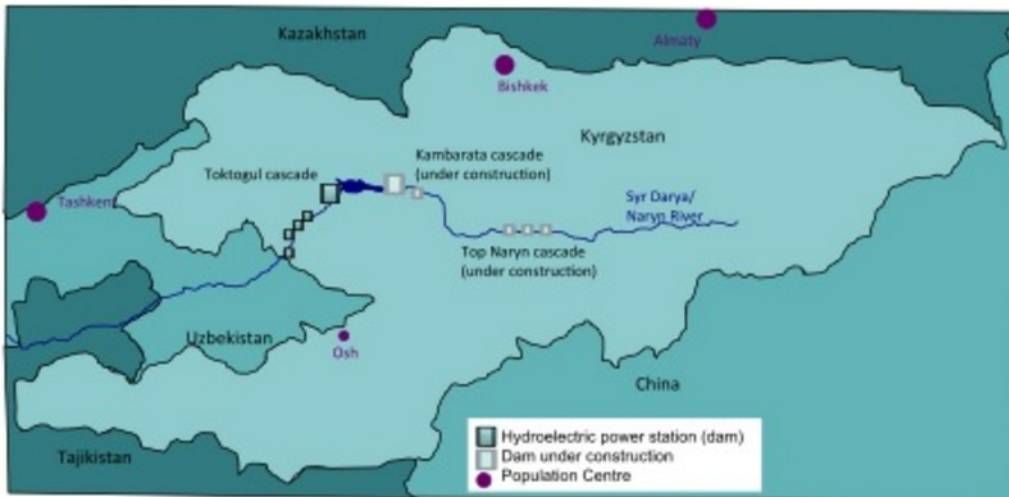 Kazakhstan
Almaty
Bishkek
Kyrgyzstan
Kambarata cascade
(under construction)
Toktogul cascade
Tashkent
Syr Darya/
Naryn River
Top Naryn cascade
(under construction)
Uzbekistan
Osh
China
Tajikistan
Hydroelectric power station (dam)
Dam under construction
Population Centre